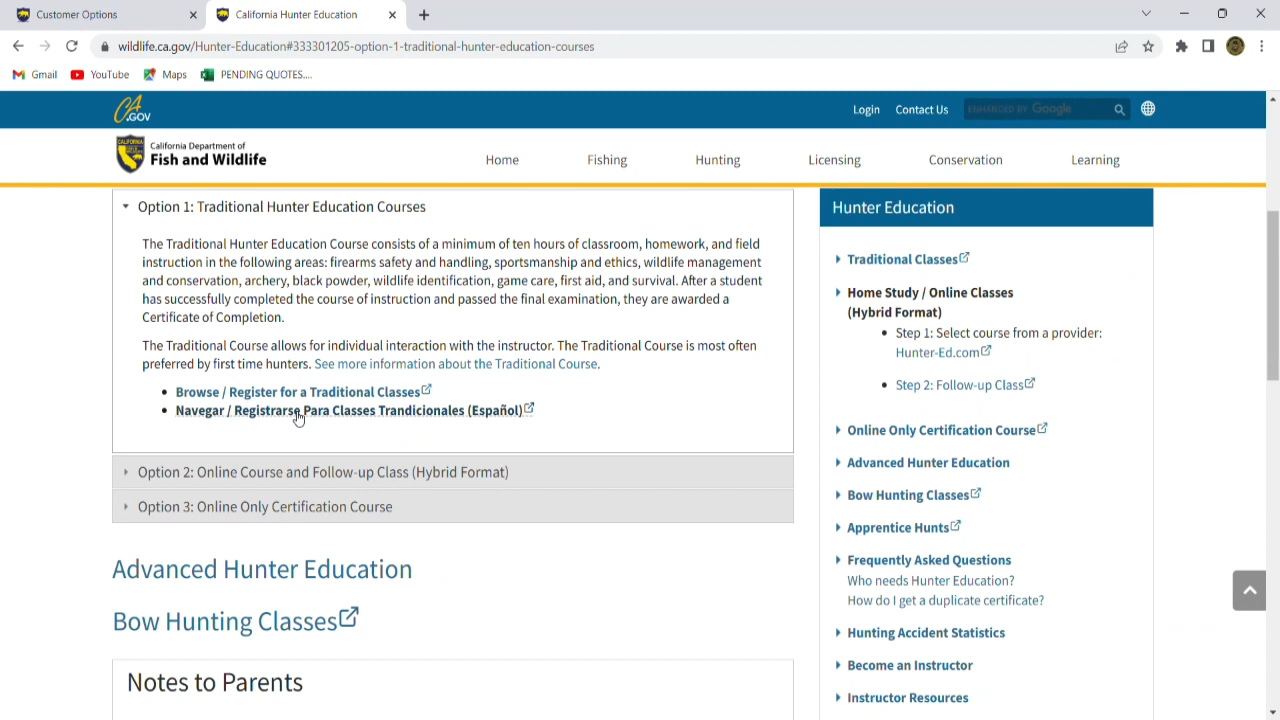 Customer Options
California Hunter Education
wildlife.ca.gov/Hunter-Education#333301205-option-1-traditional-hunter-education-courses
Gmail
YouTube
Maps
PENDING QUOTES....
CA
.GOV
Login
Contact Us
ENHANCED BY Google
California Department of
Fish and Wildlife
Home
Fishing
Hunting
Licensing
Conservation
Learning
Option 1: Traditional Hunter Education Courses
The Traditional Hunter Education Course consists of a minimum of ten hours of classroom, homework, and field
instruction in the following areas: firearms safety and handling, sportsmanship and ethics, wildlife management
and conservation, archery, black powder, wildlife identification, game care, first aid, and survival. After a student
has successfully completed the course of instruction and passed the final examination, they are awarded a
Certificate of Completion.
The Traditional Course allows for individual interaction with the instructor. The Traditional Course is most often
preferred by first time hunters. See more information about the Traditional Course.
Browse / Register for a Traditional Classes
Navegar / Registrarse Para Classes Trandicionales (Español)
Option 2: Online Course and Follow-up Class (Hybrid Format)
Option 3: Online Only Certification Course
Advanced Hunter Education
Bow Hunting Classes
Notes to Parents
Hunter Education
Traditional Classes
Home Study / Online Classes
(Hybrid Format)
Step 1: Select course from a provider:
Hunter-Ed.com
Step 2: Follow-up Class
Online Only Certification Course
Advanced Hunter Education
Bow Hunting Classes
Apprentice Hunts
Frequently Asked Questions
Who needs Hunter Education?
How do I get a duplicate certificate?
Hunting Accident Statistics
Become an Instructor
Instructor Resources